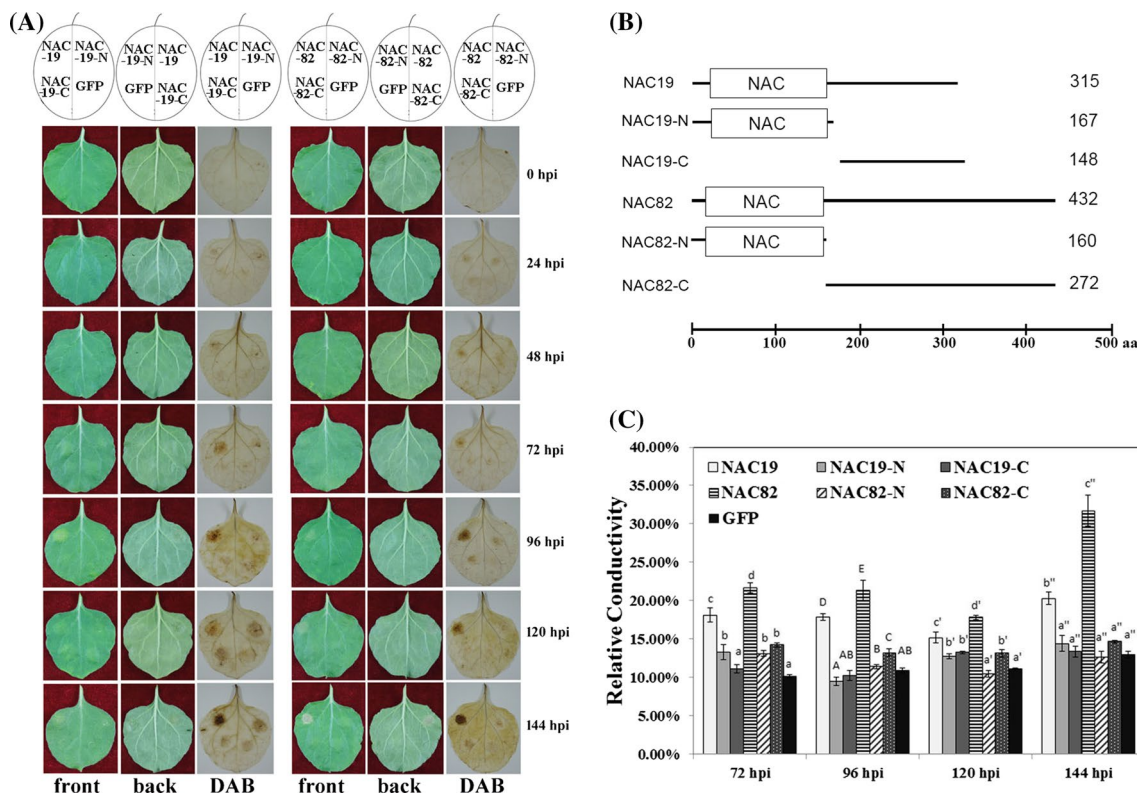 (A)
NAC NAC
-19 -19-N
NAC GFP
-19-C
NAC NAC
-19-N -19
GFP NAC
-19-C
NAC NAC
-19 -19-N
NAC GFP
-19-C
NAC NAC
-82 -82-N
NAC GFP
-82-C
NAC NAC
-82-N -82
GFP NAC
-82-C
NAC NAC
-82 -82-N
NAC GFP
-82-C
0 hpi
24 hpi
48 hpi
72 hpi
96 hpi
120 hpi
144 hpi
front back DAB front back DAB
(B)
NAC19 NAC 315
NAC19-N NAC 167
NAC19-C 148
NAC82 NAC 432
NAC82-N NAC 160
NAC82-C 272
0 100 200 300 400 500 aa
(C)
Relative Conductivity
40.00%
35.00%
30.00%
25.00%
20.00%
15.00%
10.00%
5.00%
0.00%
NAC19 NAC19-N NAC19-C
NAC82 NAC82-N NAC82-C
GFP
c b a d b b a
D A AB E B C AB
c' b' b' d' a' b' a'
b'' a'' a'' c'' a'' a'' a''
72 hpi 96 hpi 120 hpi 144 hpi